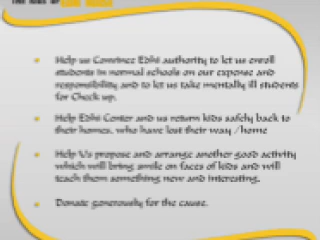 Help us Convince Edhi authority to let us enroll
students in normal schools on our expense and
responsibility and to let us take mentally ill students
for Check up.
Help Edhi Center and us return kids safely back to
their homes, who have lost their way /home
Help Us propose and arrange another good activity
which will bring smile on faces of kids and will
teach them something new and interesting.
Donate generously for the cause.